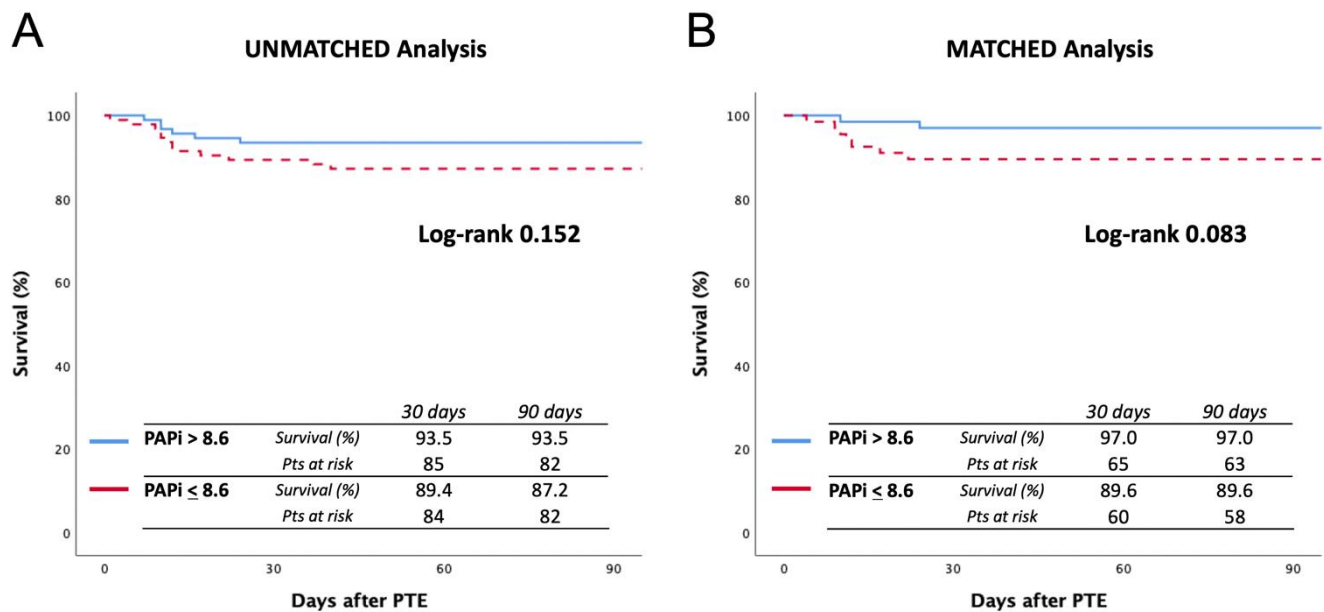 A
UNMATCHED Analysis
100
80
60
40
20
0
Survival (%)
Log-rank 0.152
30 days 90 days
PAPi > 8.6 Survival (%) 93.5 93.5
Pts at risk 85 82
PAPi ≤ 8.6 Survival (%) 89.4 87.2
Pts at risk 84 82
0 30 90
Days after PTE
B
MATCHED Analysis
100
80
60
40
20
0
Survival (%)
Log-rank 0.083
30 days 90 days
PAPi > 8.6 Survival (%) 97.0 97.0
Pts at risk 65 63
PAPi ≤ 8.6 Survival (%) 89.6 89.6
Pts at risk 60 58
0 30 90
Days after PTE